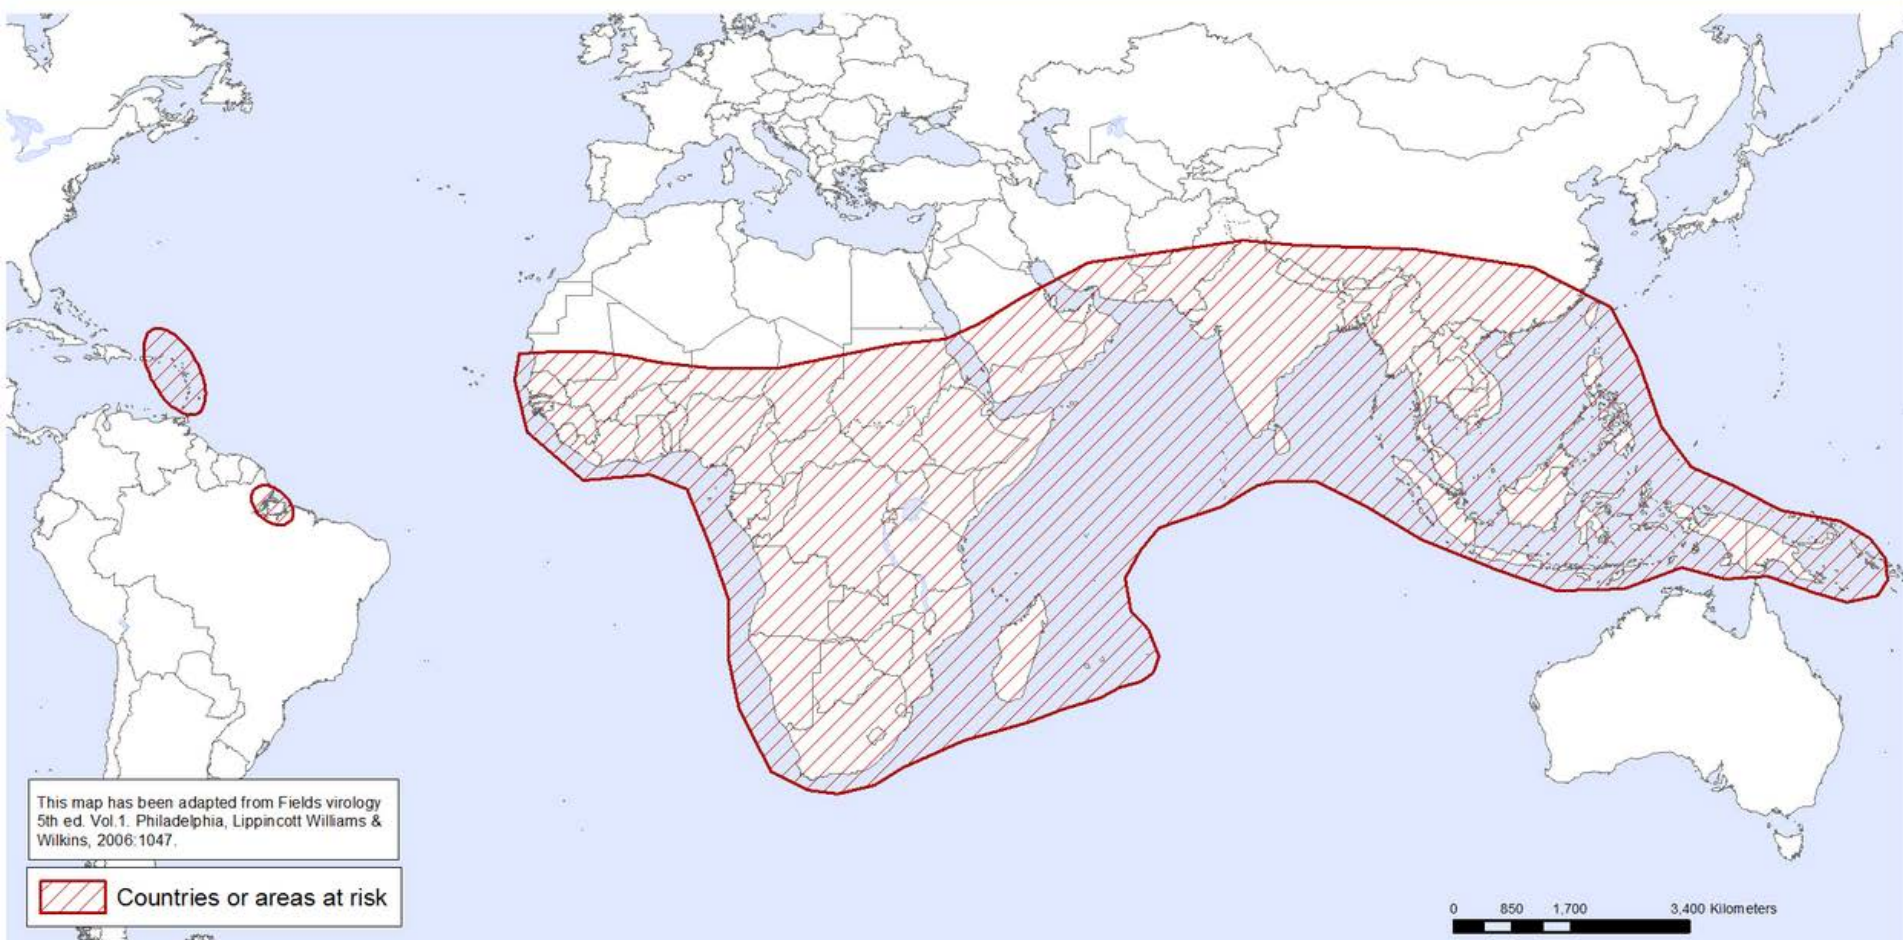 This map has been adapted from Fields virology
5th ed. Vol.1. Philadelphia, Lippincott Williams &
Wilkins, 2006:1047.
Countries or areas at risk
0 850 1,700 3,400 Kilometers